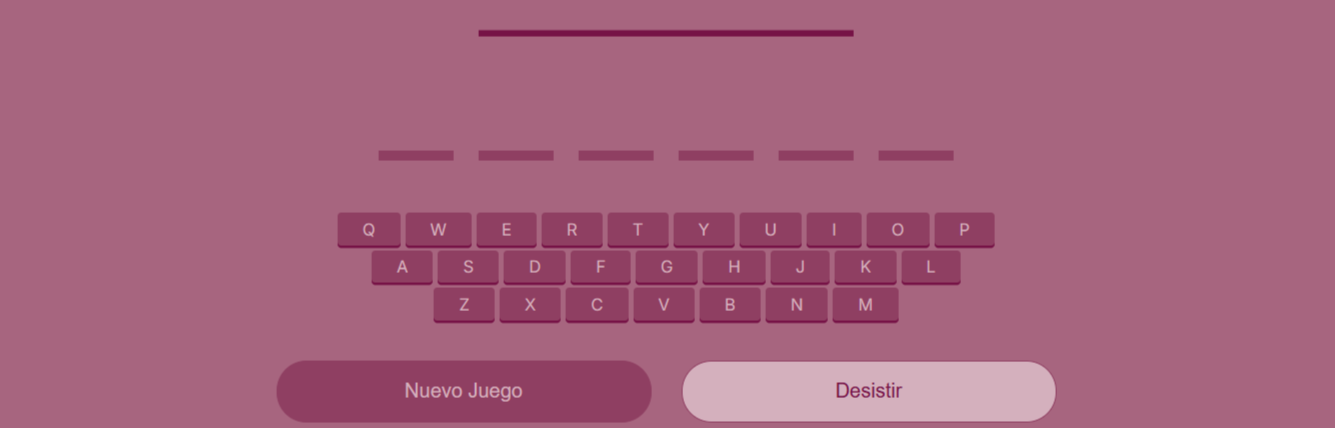 Q W E R T Y U I O P
A S D F G H J K L
Z X C V B N M
Nuevo Juego Desistir